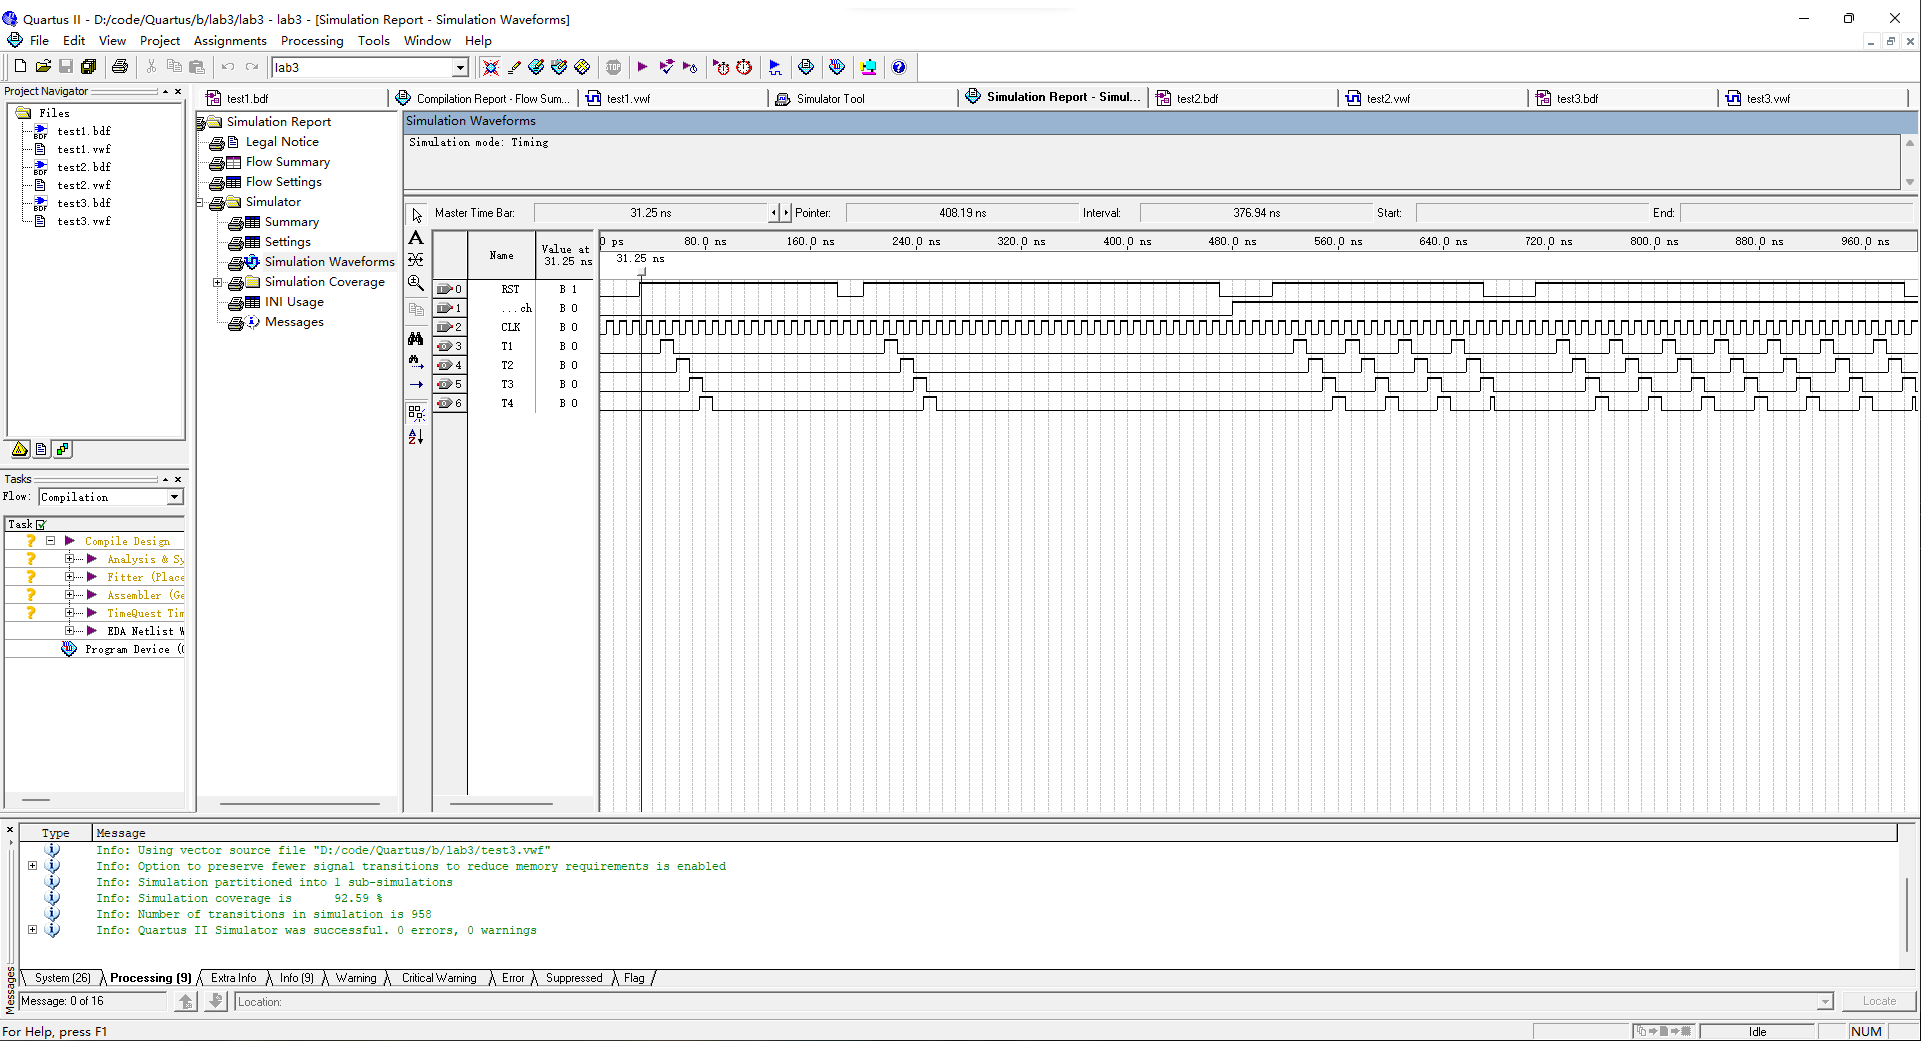 Quartus II - D:/code/Quartus/b/lab3/lab3 - lab3 - [Simulation Report - Simulation Waveforms]
File Edit View Project Assignments Processing Tools Window Help
lab3
Project Navigator
Files
test1.bdf
test1.vwf
test2.bdf
test2.vwf
test3.bdf
test3.vwf
Tasks
Flow: Compilation
Task
Compile Design
Analysis & Sy
Fitter (Place
Assembler (Ge
TimeQuest Tim
EDA Netlist W
Program Device (O
test1.bdf
Compilation Report - Flow Sum...
test1.vwf
Simulator Tool
Simulation Report - Simul...
test2.bdf
test2.vwf
test3.bdf
test3.vwf
Simulation Report
Legal Notice
Flow Summary
Flow Settings
Simulator
Summary
Settings
Simulation Waveforms
Simulation Coverage
INI Usage
Messages
Simulation Waveforms
Simulation mode: Timing
Master Time Bar: 31.25 ns Pointer: 408.19 ns Interval: 376.94 ns Start: End:
Name
Value at
31.25 ns
0 ps 80.0 ns 160.0 ns 240.0 ns 320.0 ns 400.0 ns 480.0 ns 560.0 ns 640.0 ns 720.0 ns 800.0 ns 880.0 ns 960.0 ns
31.25 ns
0 RST B 1
1 ...ch B 0
2 CLK B 0
3 T1 B 0
4 T2 B 0
5 T3 B 0
6 T4 B 0
Type Message
Info: Using vector source file "D:/code/Quartus/b/lab3/test3.vwf"
Info: Option to preserve fewer signal transitions to reduce memory requirements is enabled
Info: Simulation partitioned into 1 sub-simulations
Info: Simulation coverage is 92.59 %
Info: Number of transitions in simulation is 958
Info: Quartus II Simulator was successful. 0 errors, 0 warnings
System (26) Processing (9) Extra Info Info (9) Warning Critical Warning Error Suppressed Flag
Messages
Message: 0 of 16
Location:
Locate
For Help, press F1
Idle
NUM